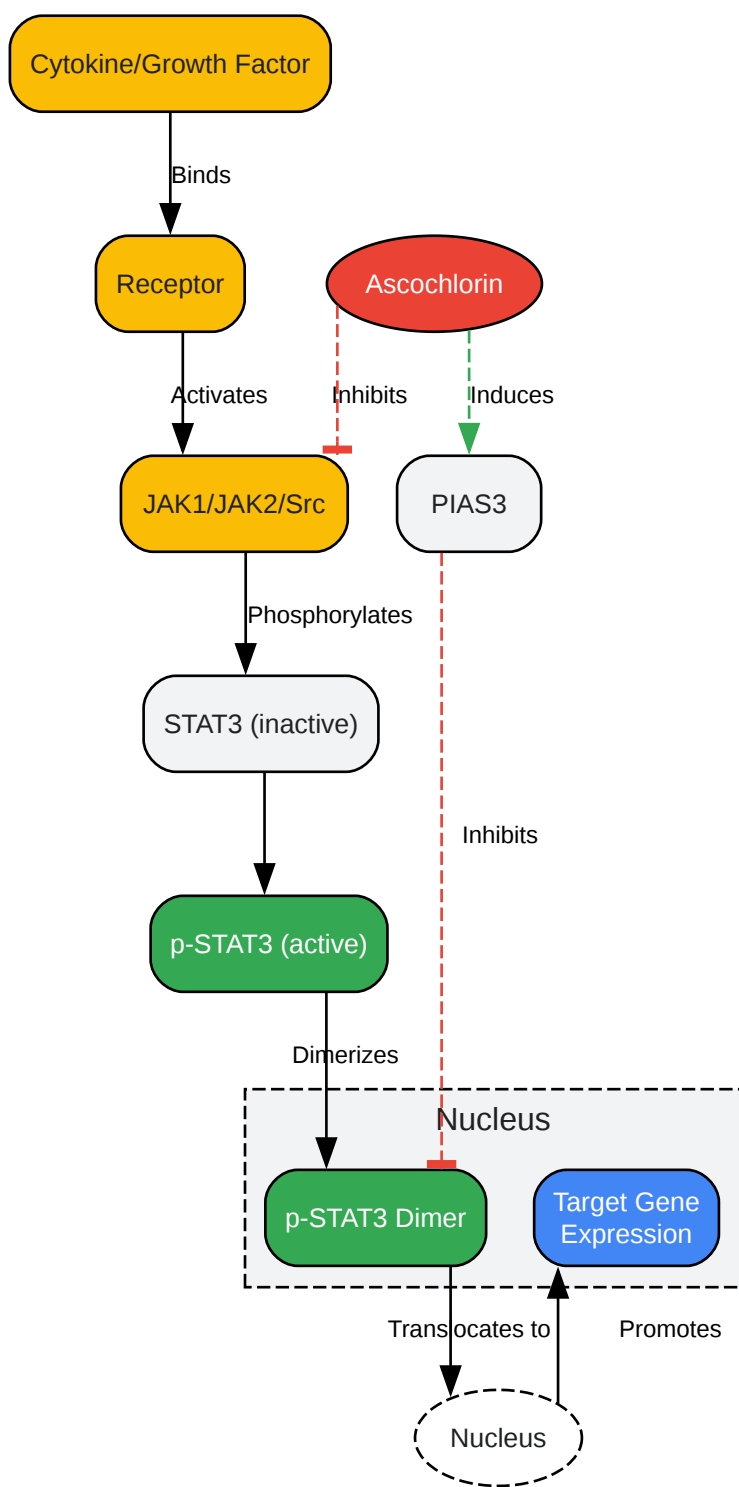 Cytokine/Growth Factor
Binds
Receptor
Ascochlorin
Activates
Inhibits
Induces
JAK1/JAK2/Src
PIAS3
Phosphorylates
STAT3 (inactive)
Inhibits
p-STAT3 (active)
Dimerizes
Nucleus
p-STAT3 Dimer
Target Gene
Expression
Translocates to
Promotes
Nucleus